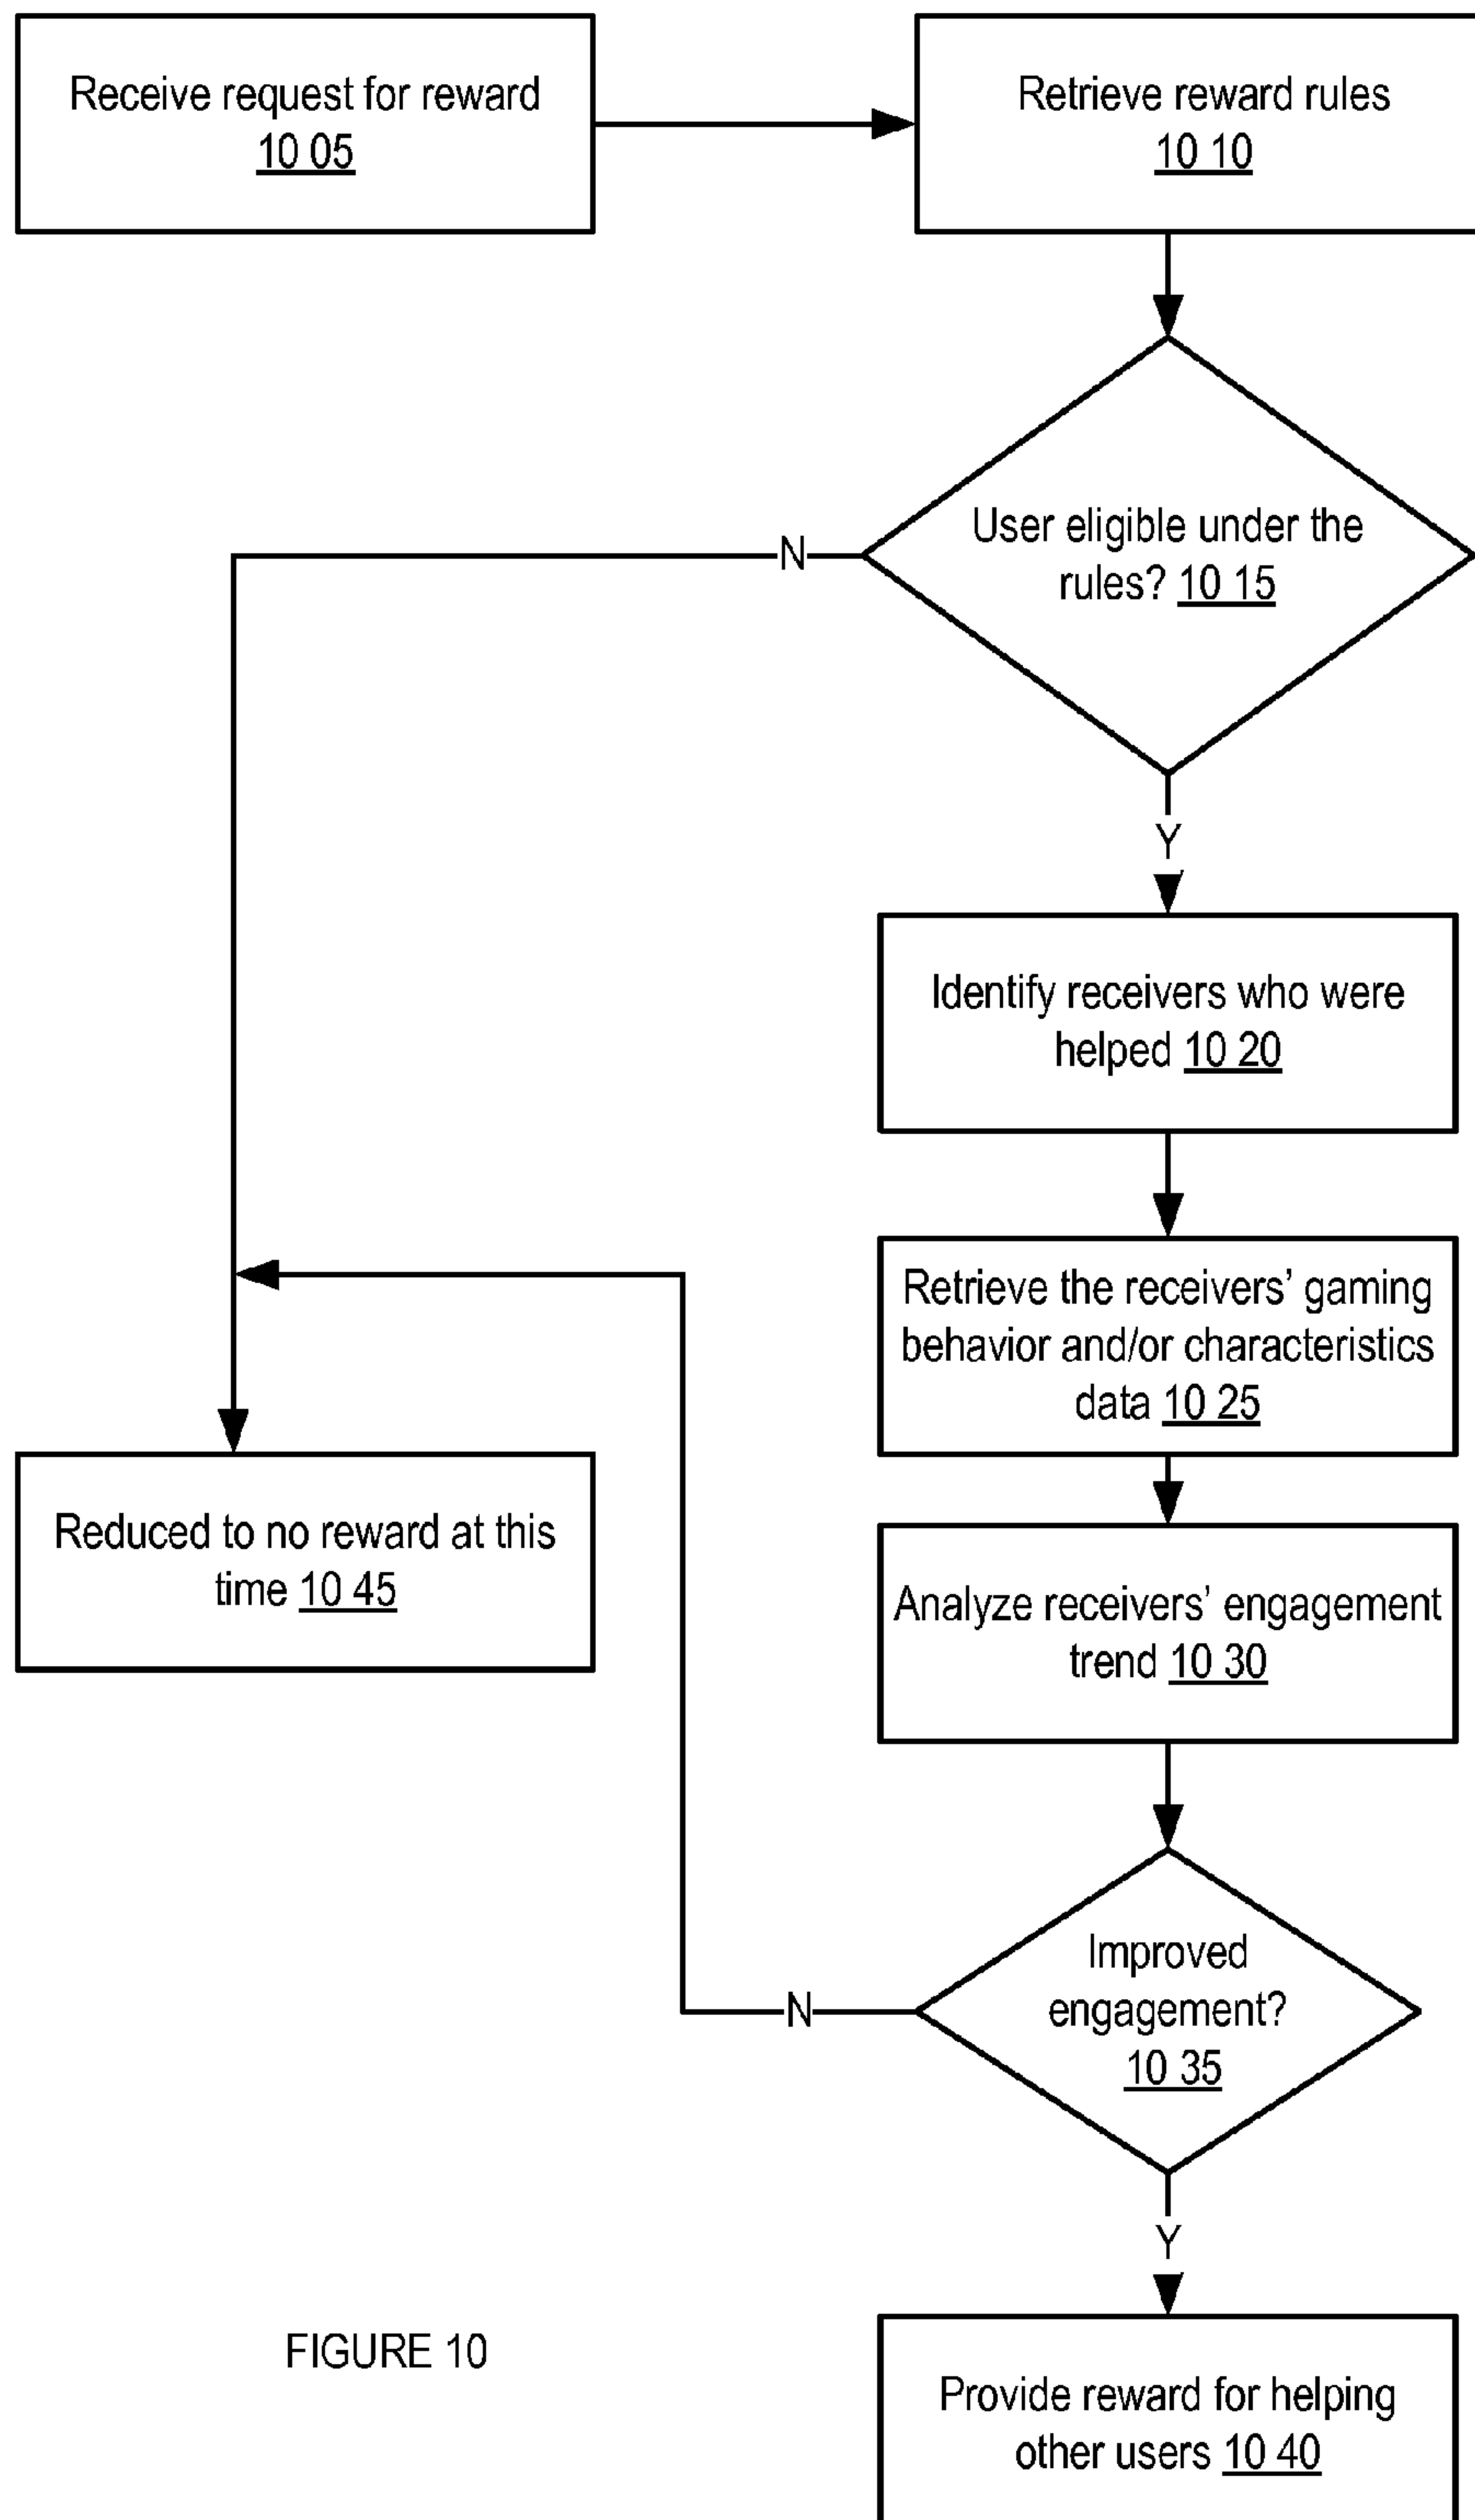 Receive request for reward
10 05
Retrieve reward rules
10 10
User eligible under the
rules? 10 15
N
Y
Identify receivers who were
helped 10 20
Retrieve the receivers' gaming
behavior and/or characteristics
data 10 25
Reduced to no reward at this
time 10 45
Analyze receivers' engagement
trend 10 30
Improved
engagement?
10 35
N
Y
FIGURE 10
Provide reward for helping
other users 10 40